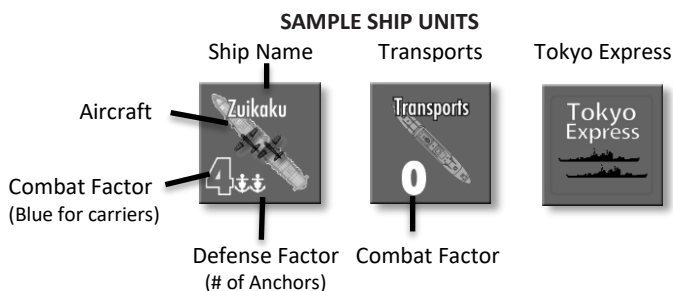 SAMPLE SHIP UNITS
Ship Name Transports Tokyo Express
Zuikaku
Transports
Tokyo
Express
Aircraft
4
0
Combat Factor
(Blue for carriers)
Defense Factor Combat Factor
(# of Anchors)